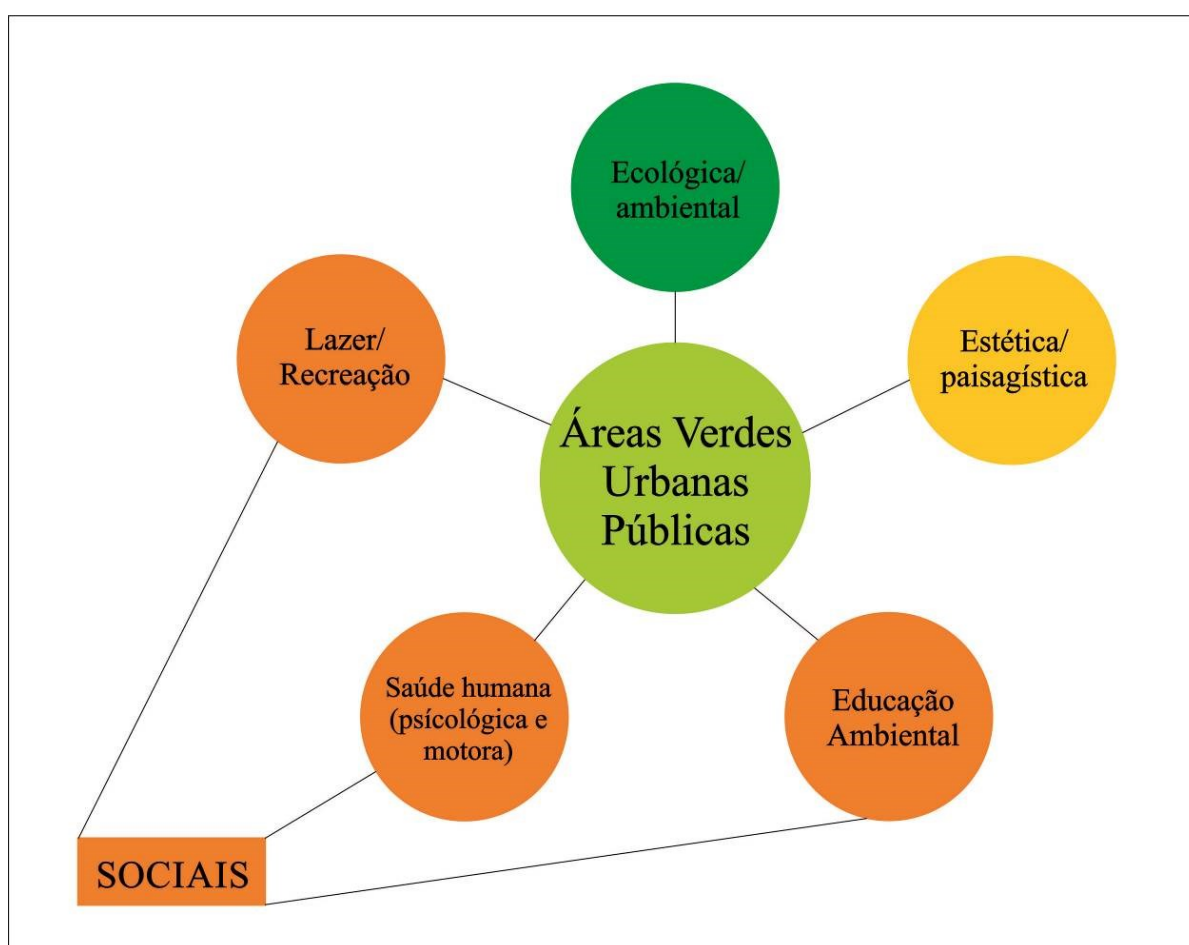 Ecológica/
ambiental
Lazer/
Recreação
Estética/
paisagística
Áreas Verdes
Urbanas
Públicas
Saúde humana
(psícológica e
motora)
Educação
Ambiental
SOCIAIS